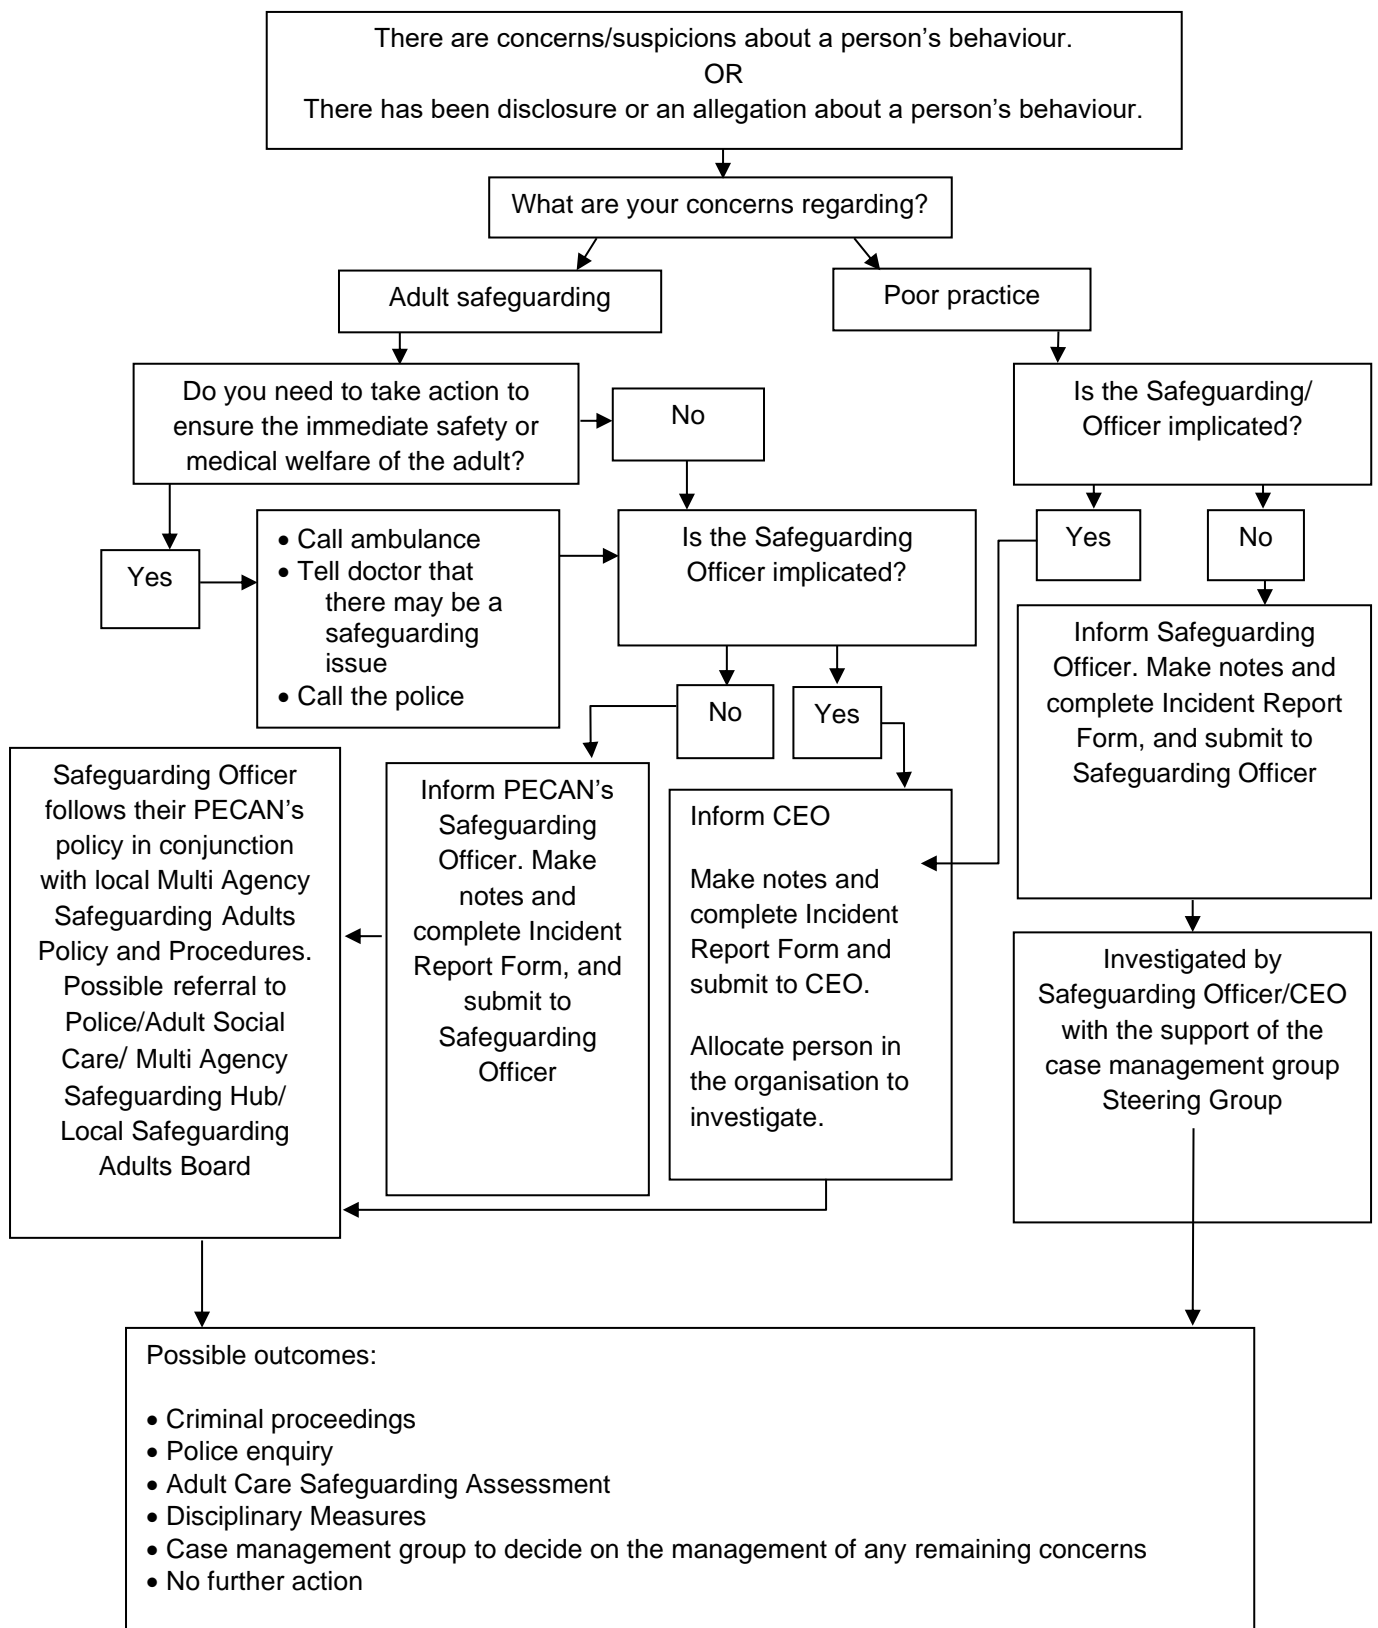 There are concerns/suspicions about a person’s behaviour.
OR
There has been disclosure or an allegation about a person’s behaviour.
What are your concerns regarding?
Adult safeguarding
Poor practice
Do you need to take action to
ensure the immediate safety or
medical welfare of the adult?
No
Is the Safeguarding/
Officer implicated?
Yes
• Call ambulance
• Tell doctor that
there may be a
safeguarding
issue
• Call the police
Is the Safeguarding
Officer implicated?
Yes
No
No
Yes
Inform Safeguarding
Officer. Make notes and
complete Incident Report
Form, and submit to
Safeguarding Officer
Safeguarding Officer
follows their PECAN’s
policy in conjunction
with local Multi Agency
Safeguarding Adults
Policy and Procedures.
Possible referral to
Police/Adult Social
Care/ Multi Agency
Safeguarding Hub/
Local Safeguarding
Adults Board
Inform PECAN’s
Safeguarding
Officer. Make
notes and
complete Incident
Report Form, and
submit to
Safeguarding
Officer
Inform CEO
Make notes and
complete Incident
Report Form and
submit to CEO.
Allocate person in
the organisation to
investigate.
Investigated by
Safeguarding Officer/CEO
with the support of the
case management group
Steering Group
Possible outcomes:
• Criminal proceedings
• Police enquiry
• Adult Care Safeguarding Assessment
• Disciplinary Measures
• Case management group to decide on the management of any remaining concerns
• No further action